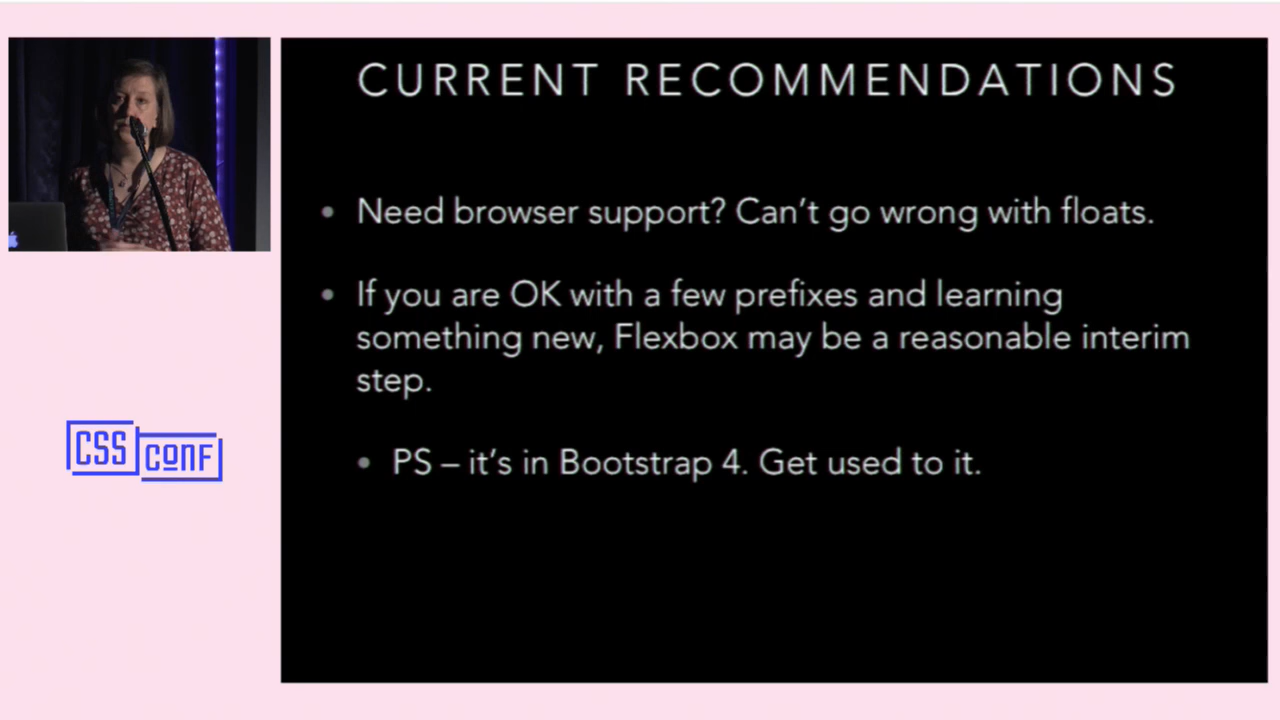 CURRENT RECOMMENDATIONS
• Need browser support? Can’t go wrong with floats.
• If you are OK with a few prefixes and learning
something new, Flexbox may be a reasonable interim
step.
• PS – it’s in Bootstrap 4. Get used to it.
CSS
CONF